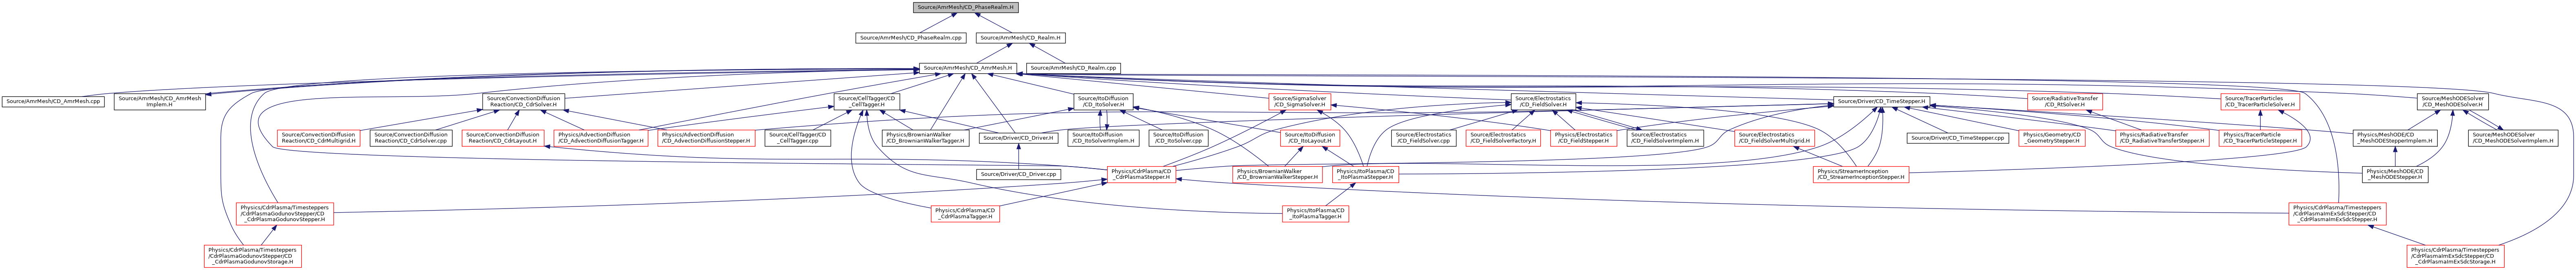 Source/AmrMesh/CD_PhaseRealm.H
Source/AmrMesh/CD_PhaseRealm.cpp
Source/AmrMesh/CD_Realm.H
Source/AmrMesh/CD_AmrMesh.H
Source/AmrMesh/CD_Realm.cpp
Source/AmrMesh/CD_AmrMesh.cpp
Source/AmrMesh/CD_AmrMesh
Implem.H
Source/ConvectionDiffusion
Reaction/CD_CdrSolver.H
Source/CellTagger/CD
_CellTagger.H
Source/ItoDiffusion
/CD_ItoSolver.H
Source/SigmaSolver
/CD_SigmaSolver.H
Source/Electrostatics
/CD_FieldSolver.H
Source/Driver/CD_TimeStepper.H
Source/RadiativeTransfer
/CD_RtSolver.H
Source/TracerParticles
/CD_TracerParticleSolver.H
Source/MeshODESolver
/CD_MeshODESolver.H
Source/ConvectionDiffusion
Reaction/CD_CdrMultigrid.H
Source/ConvectionDiffusion
Reaction/CD_CdrSolver.cpp
Source/ConvectionDiffusion
Reaction/CD_CdrLayout.H
Physics/AdvectionDiffusion
/CD_AdvectionDiffusionTagger.H
Physics/AdvectionDiffusion
/CD_AdvectionDiffusionStepper.H
Source/CellTagger/CD
_CellTagger.cpp
Physics/BrownianWalker
/CD_BrownianWalkerTagger.H
Source/Driver/CD_Driver.H
Source/ItoDiffusion
/CD_ItoSolverImplem.H
Source/ItoDiffusion
/CD_ItoSolver.cpp
Source/ItoDiffusion
/CD_ItoLayout.H
Source/Electrostatics
/CD_FieldSolver.cpp
Source/Electrostatics
/CD_FieldSolverFactory.H
Physics/Electrostatics
/CD_FieldStepper.H
Source/Electrostatics
/CD_FieldSolverImplem.H
Source/Electrostatics
/CD_FieldSolverMultigrid.H
Source/Driver/CD_TimeStepper.cpp
Physics/Geometry/CD
_GeometryStepper.H
Physics/RadiativeTransfer
/CD_RadiativeTransferStepper.H
Physics/TracerParticle
/CD_TracerParticleStepper.H
Physics/MeshODE/CD
_MeshODEStepperImplem.H
Source/MeshODESolver
/CD_MeshODESolverImplem.H
Source/Driver/CD_Driver.cpp
Physics/CdrPlasma/CD
_CdrPlasmaStepper.H
Physics/BrownianWalker
/CD_BrownianWalkerStepper.H
Physics/ItoPlasma/CD
_ItoPlasmaStepper.H
Physics/StreamerInception
/CD_StreamerInceptionStepper.H
Physics/MeshODE/CD
_MeshODEStepper.H
Physics/CdrPlasma/Timesteppers
/CdrPlasmaGodunovStepper/CD
_CdrPlasmaGodunovStepper.H
Physics/CdrPlasma/CD
_CdrPlasmaTagger.H
Physics/ItoPlasma/CD
_ItoPlasmaTagger.H
Physics/CdrPlasma/Timesteppers
/CdrPlasmaImExSdcStepper/CD
_CdrPlasmaImExSdcStepper.H
Physics/CdrPlasma/Timesteppers
/CdrPlasmaGodunovStepper/CD
_CdrPlasmaGodunovStorage.H
Physics/CdrPlasma/Timesteppers
/CdrPlasmaImExSdcStepper/CD
_CdrPlasmaImExSdcStorage.H